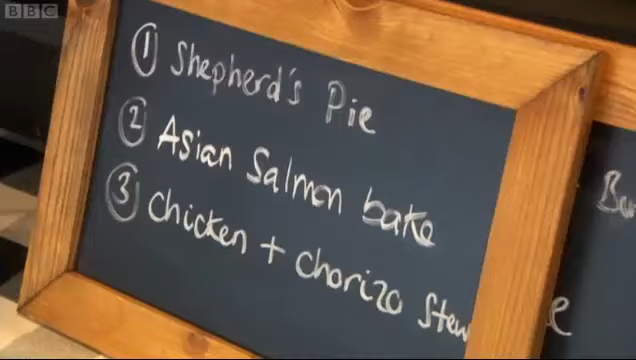 BBC
① Shepherd's Pie
② Asian Salmon bake
③ Chicken + Chorizo Stew